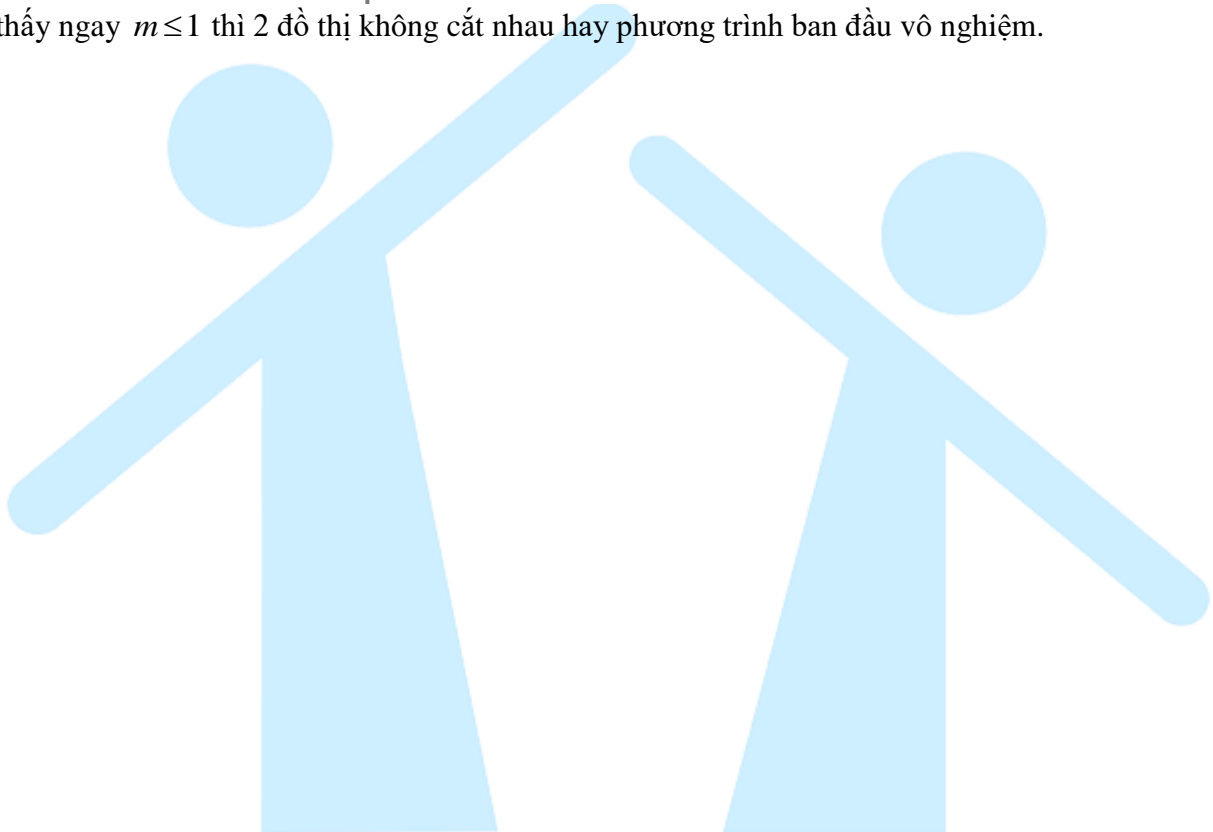 thấy ngay m ≤ 1 thì 2 đồ thị không cắt nhau hay phương trình ban đầu vô nghiệm.